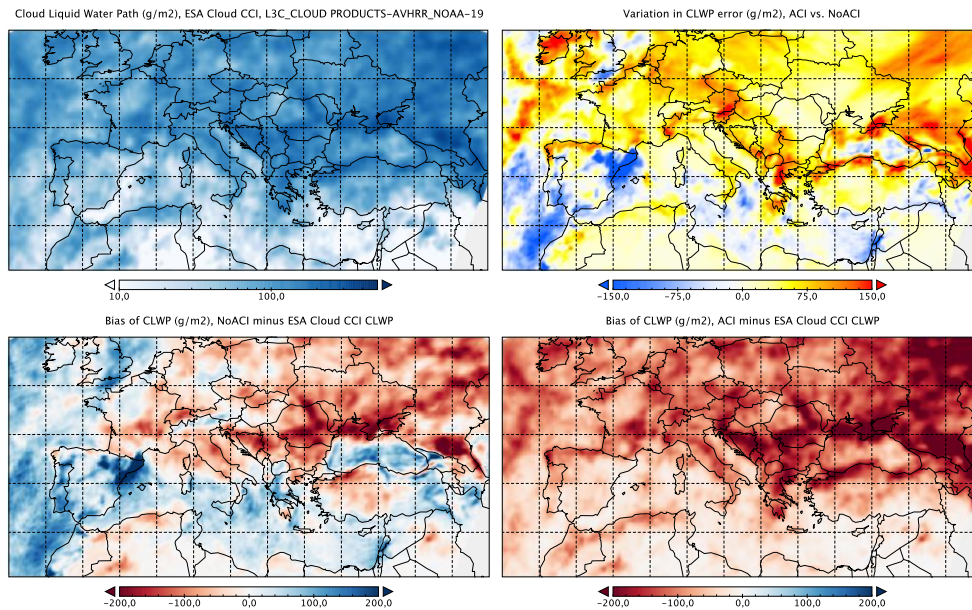 Cloud Liquid Water Path (g/m2), ESA Cloud CCI, L3C_CLOUD PRODUCTS-AVHRR_NOAA-19
Variation in CLWP error (g/m2), ACI vs. NoACI
10,0 100,0
-150,0 -75,0 0,0 75,0 150,0
Bias of CLWP (g/m2), NoACI minus ESA Cloud CCI CLWP
Bias of CLWP (g/m2), ACI minus ESA Cloud CCI CLWP
-200,0 -100,0 0,0 100,0 200,0
-200,0 -100,0 0,0 100,0 200,0